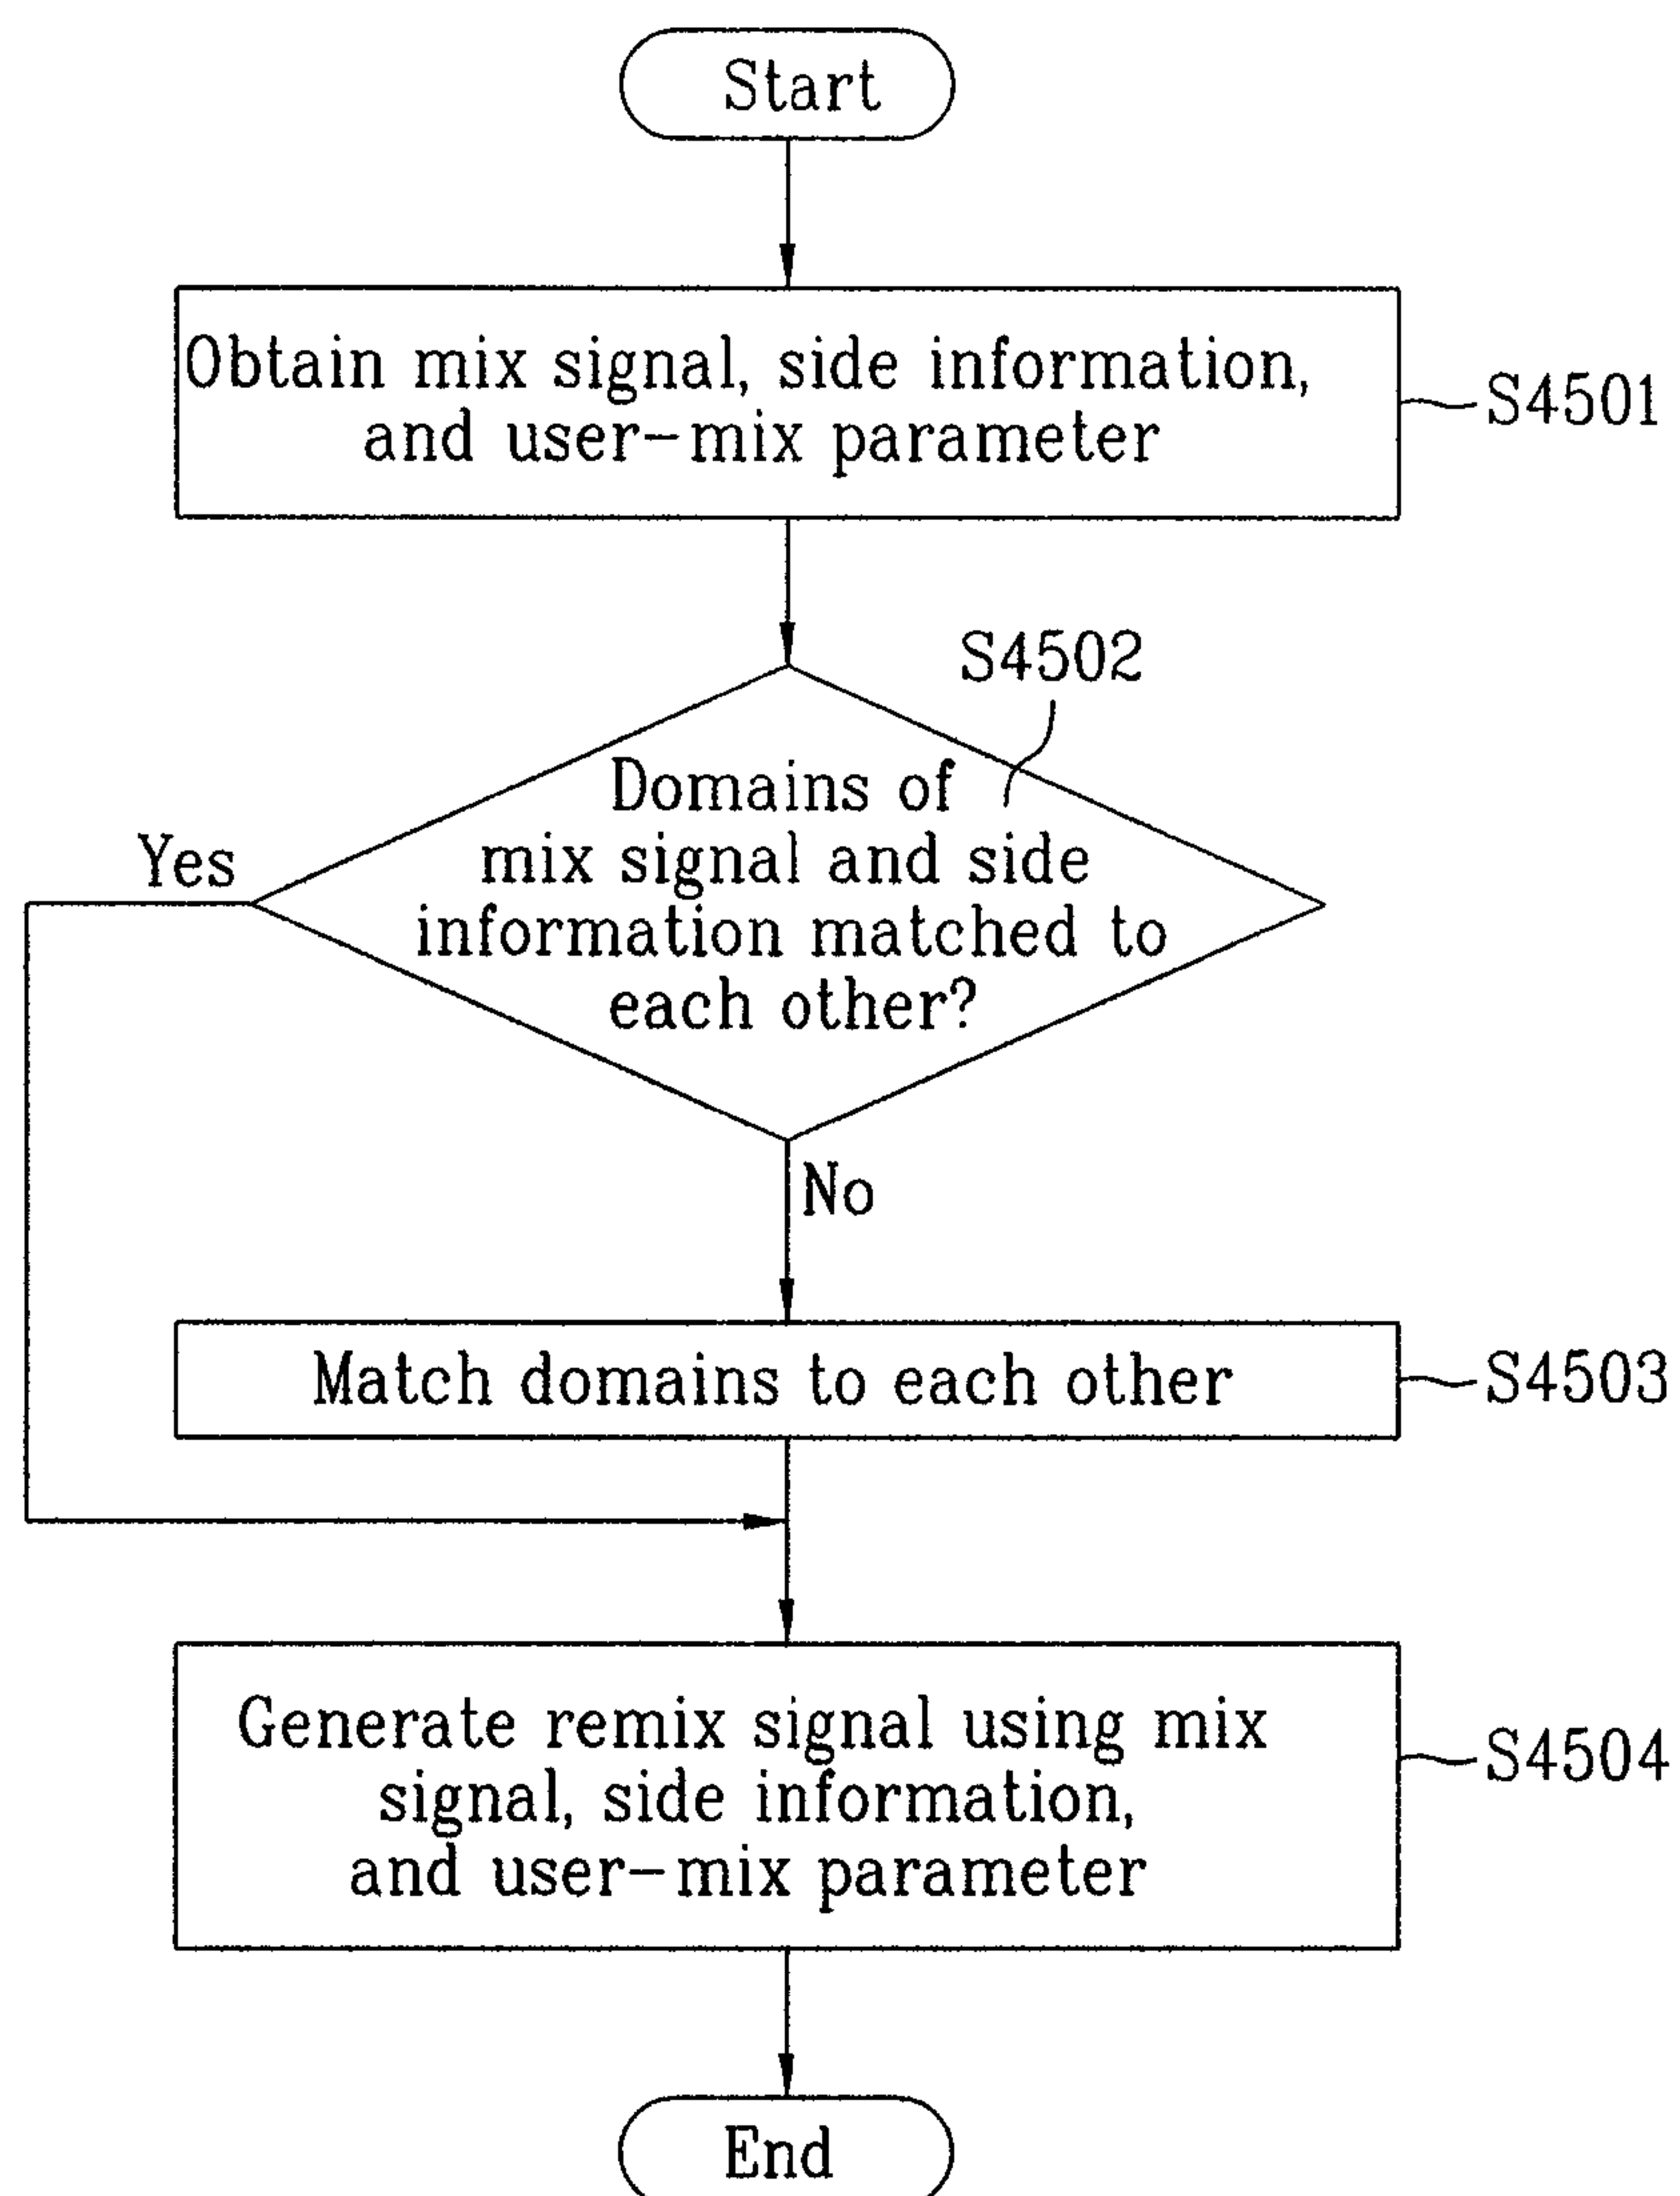 Start
Obtain mix signal, side information,
and user-mix parameter
S4501
S4502
Domains of
mix signal and side
information matched to
each other?
Yes
No
Match domains to each other
S4503
Generate remix signal using mix
signal, side information,
and user-mix parameter
S4504
End